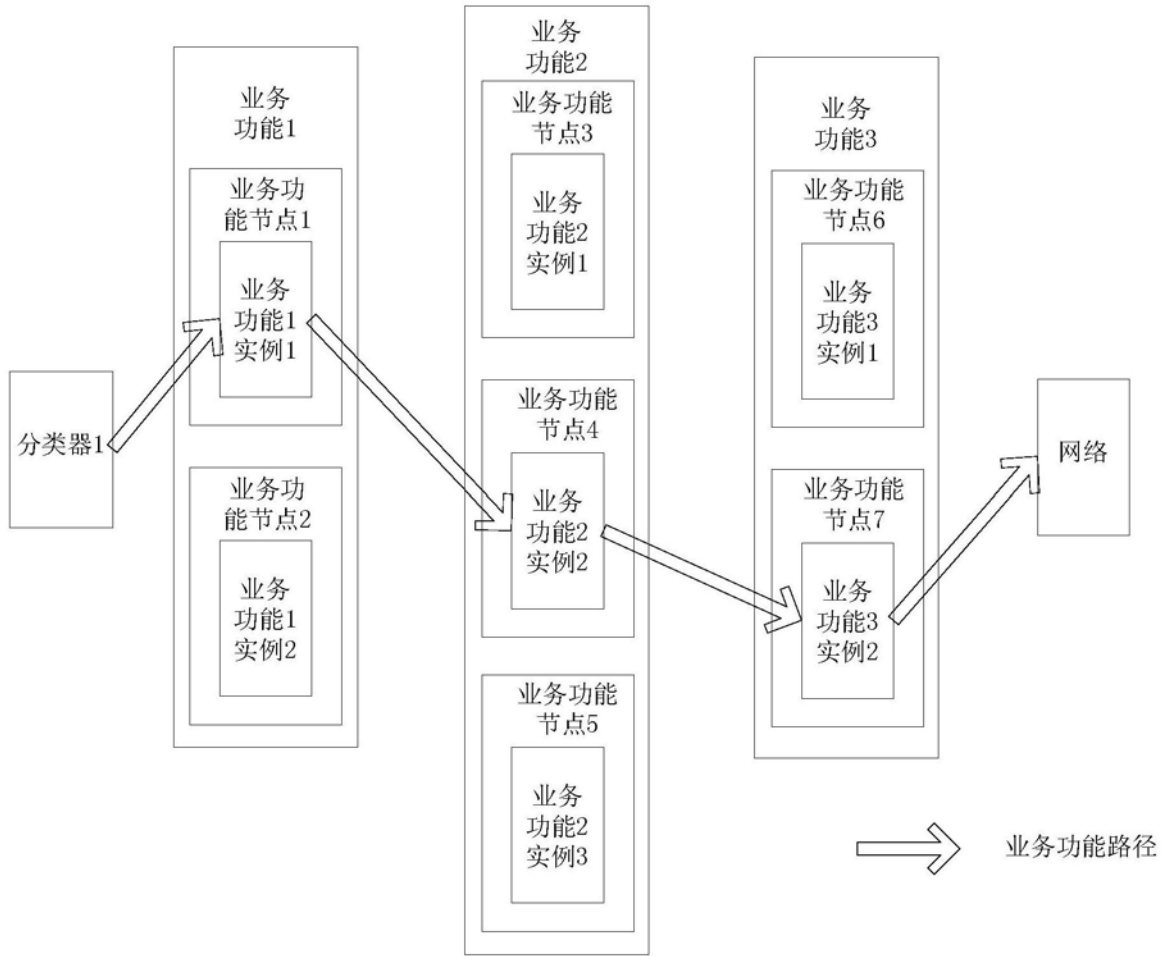 分类器1
业务
功能1
业务功
能节点1
业务
功能1
实例1
业务功
能节点2
业务
功能1
实例2
业务
功能2
业务功能
节点3
业务
功能2
实例1
业务功能
节点4
业务
功能2
实例2
业务功能
节点5
业务
功能2
实例3
业务
功能3
业务功能
节点6
业务
功能3
实例1
业务功能
节点7
业务
功能3
实例2
网络
业务功能路径